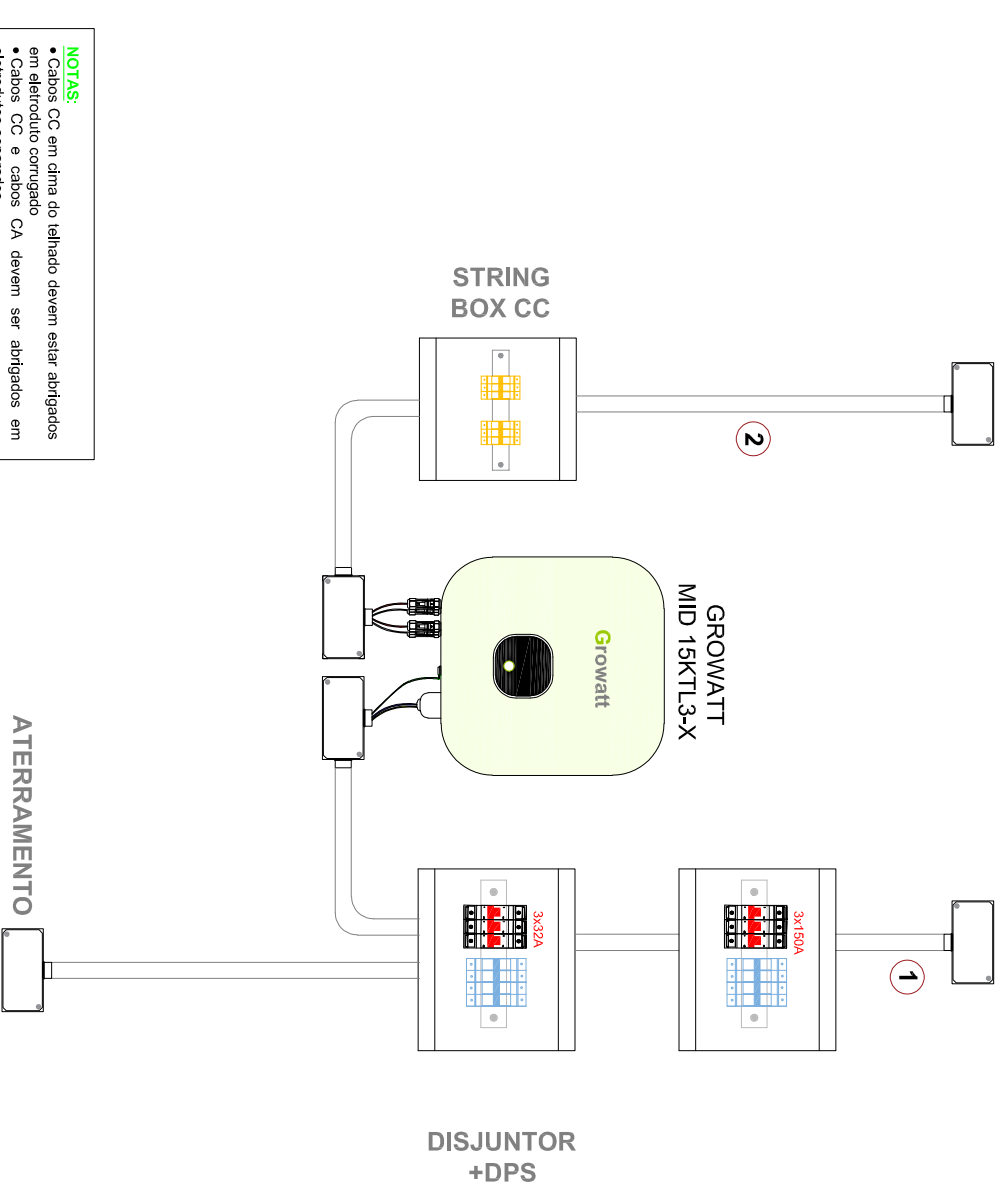 NOTAS:
• Cabos CC em cima do telhado devem estar abrigados
em eletroduto corrugado
• Cabos CC e cabos CA devem ser abrigados em
STRING
BOX CC
2
GROWATT
MID 15KTL3-X
Growatt
3x32A
3x150A
1
ATERRAMENTO
DISJUNTOR
+DPS